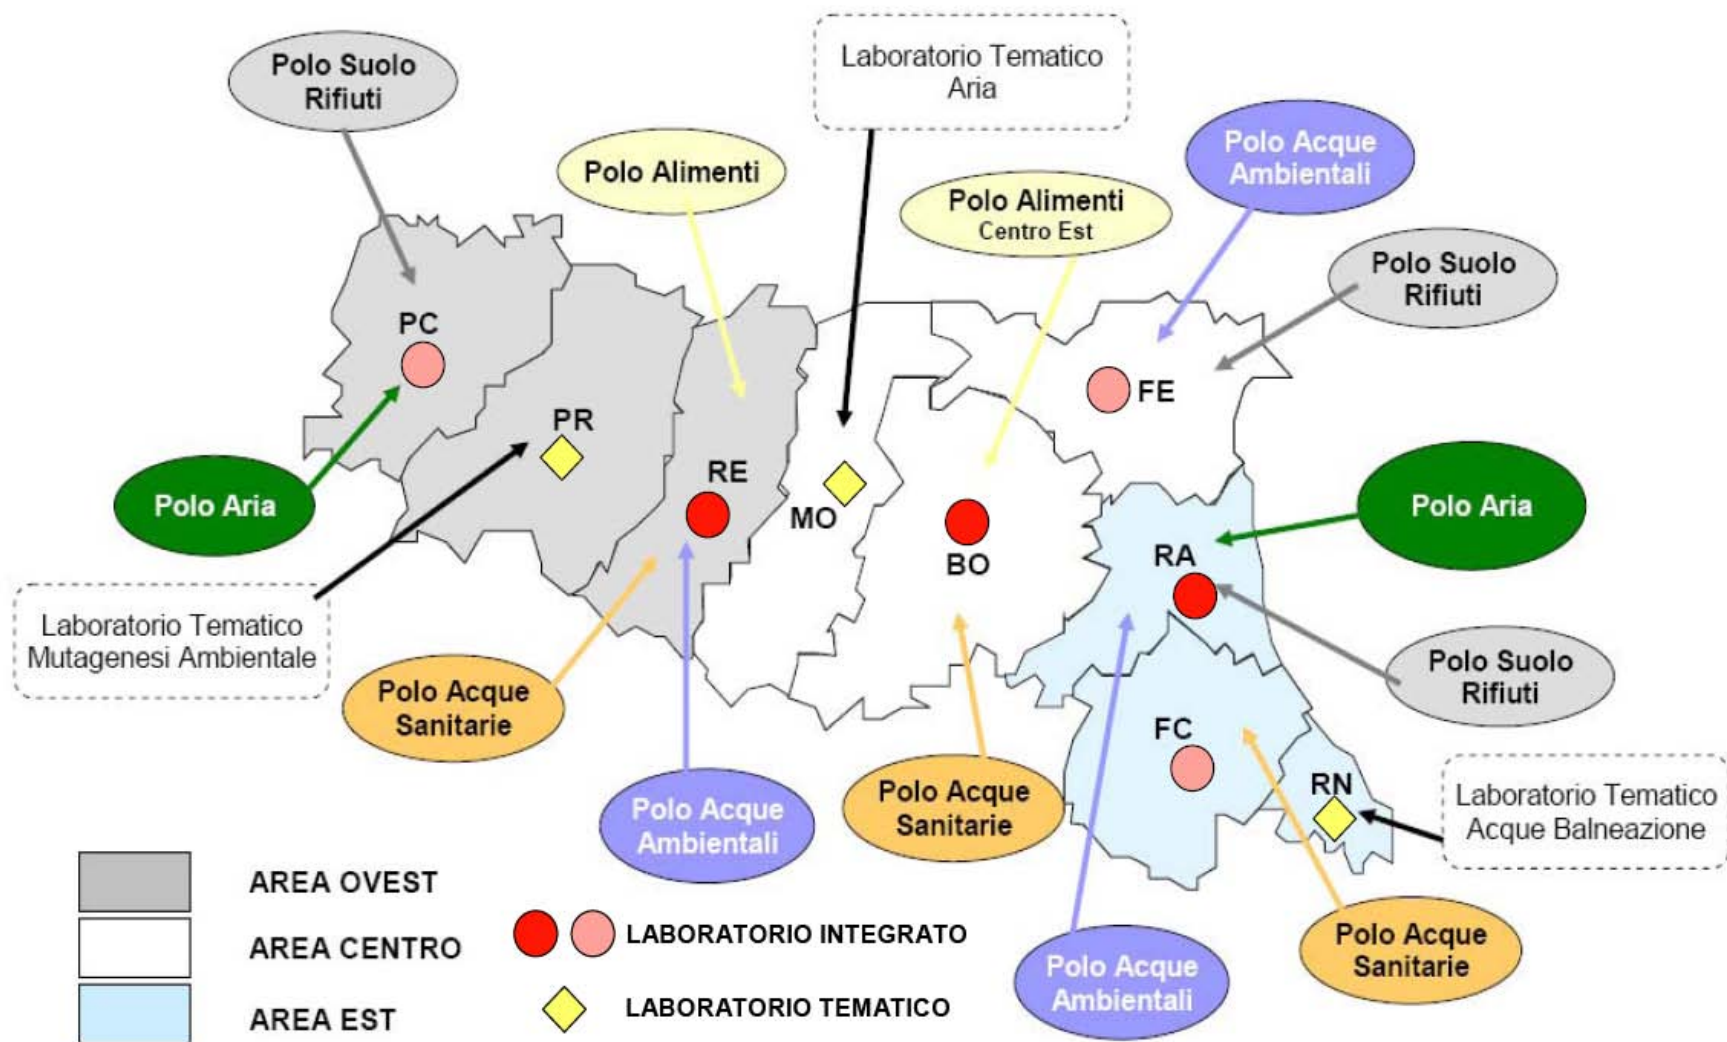 Polo Suolo
Rifiuti
Laboratorio Tematico
Aria
Polo Alimenti
Polo Acque
Ambientali
Polo Alimenti
Centro Est
Polo Suolo
Rifiuti
PC
FE
PR
RE
MO
BO
RA
FC
RN
Polo Aria
Polo Aria
Laboratorio Tematico
Mutagenesi Ambientale
Polo Acque
Sanitarie
Polo Suolo
Rifiuti
Polo Acque
Ambientali
Polo Acque
Sanitarie
Laboratorio Tematico
Acque Balneazione
Polo Acque
Ambientali
Polo Acque
Sanitarie
AREA OVEST
AREA CENTRO
AREA EST
LABORATORIO INTEGRATO
LABORATORIO TEMATICO